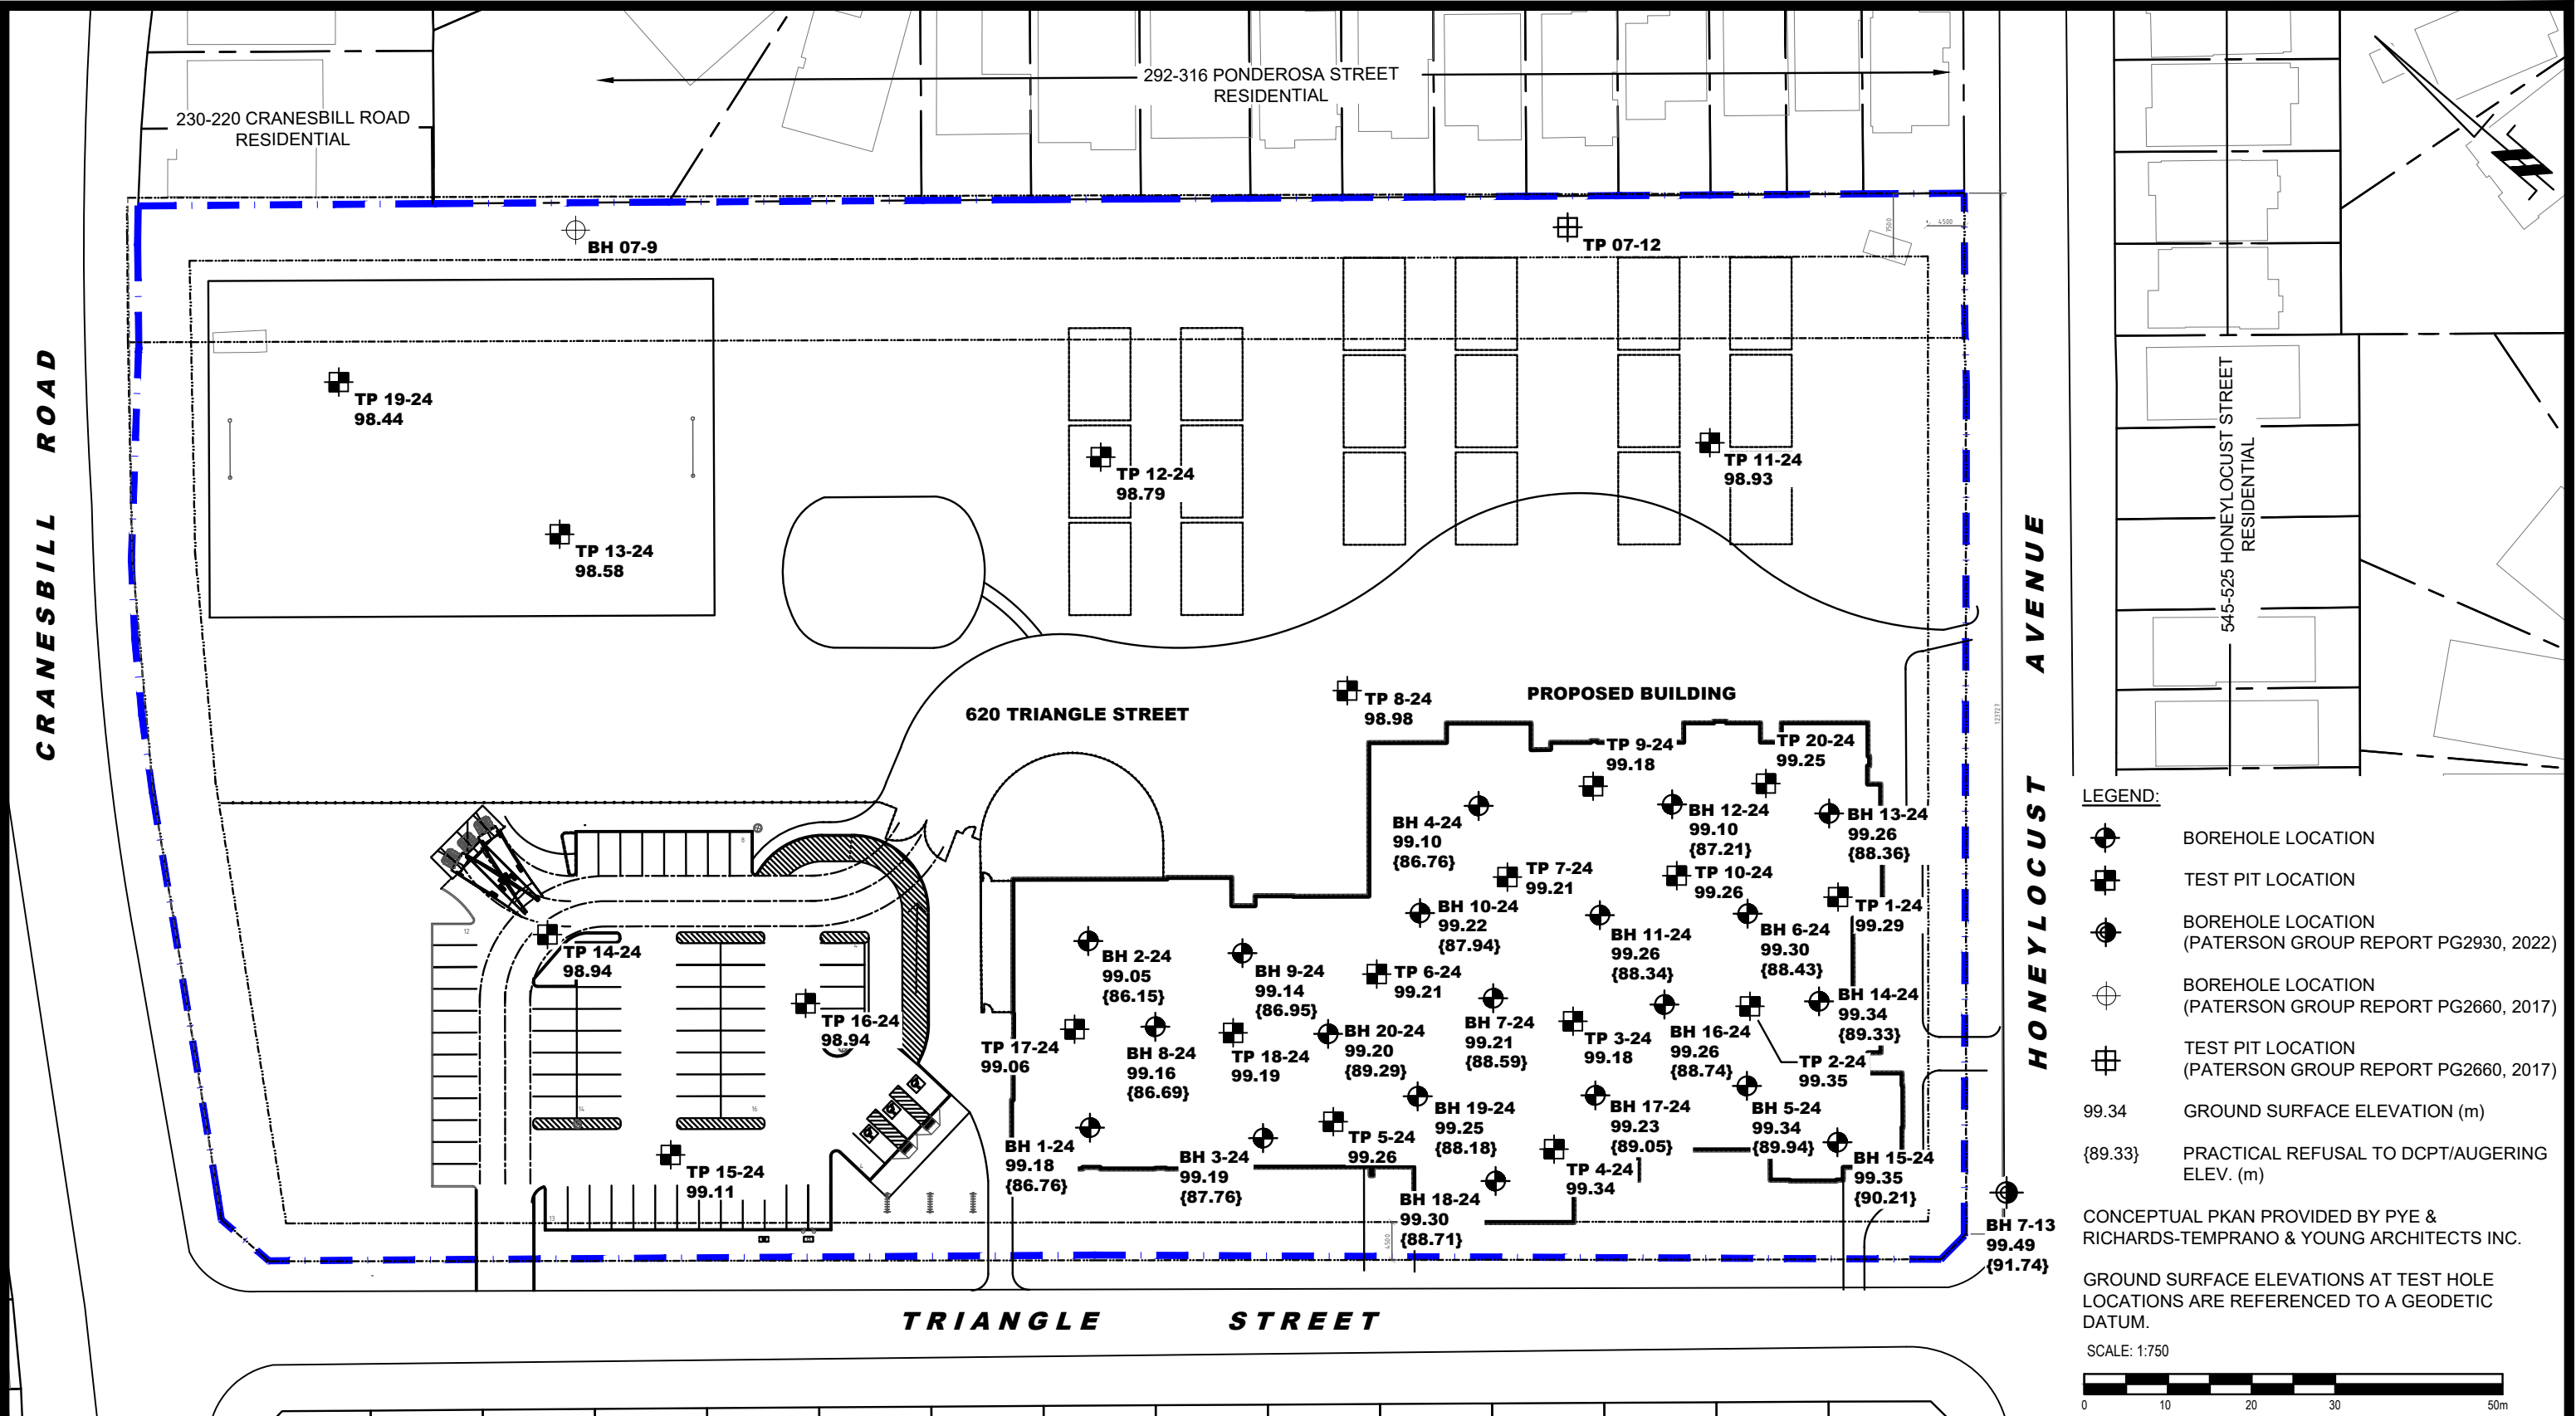 292-316 PONDEROSA STREET
RESIDENTIAL
230-220 CRANESBILL ROAD
RESIDENTIAL
BH 07-9
TP 07-12
7500
4500
CRANESBILL ROAD
TP 19-24
98.44
TP 12-24
98.79
TP 11-24
98.93
TP 13-24
98.58
545-525 HONEYLOCUST STREET
RESIDENTIAL
HONEYLOCUST AVENUE
620 TRIANGLE STREET
TP 8-24
98.98
PROPOSED BUILDING
TP 9-24
99.18
TP 20-24
99.25
BH 4-24
99.10
{86.76}
BH 12-24
99.10
{87.21}
BH 13-24
99.26
{88.36}
TP 7-24
99.21
TP 10-24
99.26
TP 1-24
99.29
BH 10-24
99.22
{87.94}
BH 11-24
99.26
{88.34}
BH 6-24
99.30
{88.43}
TP 14-24
98.94
BH 2-24
99.05
{86.15}
BH 9-24
99.14
{86.95}
TP 6-24
99.21
BH 14-24
99.34
{89.33}
TP 16-24
98.94
TP 17-24
99.06
BH 8-24
99.16
{86.69}
TP 18-24
99.19
BH 20-24
99.20
{89.29}
BH 7-24
99.21
{88.59}
TP 3-24
99.18
BH 16-24
99.26
{88.74}
TP 2-24
99.35
BH 19-24
99.25
{88.18}
BH 17-24
99.23
{89.05}
BH 5-24
99.34
{89.94}
TP 15-24
99.11
BH 1-24
99.18
{86.76}
BH 3-24
99.19
{87.76}
TP 5-24
99.26
TP 4-24
99.34
BH 15-24
99.35
{90.21}
BH 18-24
99.30
{88.71}
4500
BH 7-13
99.49
{91.74}
12
14
16
13
8
TRIANGLE STREET
LEGEND:
BOREHOLE LOCATION
TEST PIT LOCATION
BOREHOLE LOCATION
(PATERSON GROUP REPORT PG2930, 2022)
BOREHOLE LOCATION
(PATERSON GROUP REPORT PG2660, 2017)
TEST PIT LOCATION
(PATERSON GROUP REPORT PG2660, 2017)
99.34 GROUND SURFACE ELEVATION (m)
{89.33} PRACTICAL REFUSAL TO DCPT/AUGERING
ELEV. (m)
CONCEPTUAL PKAN PROVIDED BY PYE &
RICHARDS-TEMPRANO & YOUNG ARCHITECTS INC.
GROUND SURFACE ELEVATIONS AT TEST HOLE
LOCATIONS ARE REFERENCED TO A GEODETIC
DATUM.
SCALE: 1:750
0 10 20 30 50m